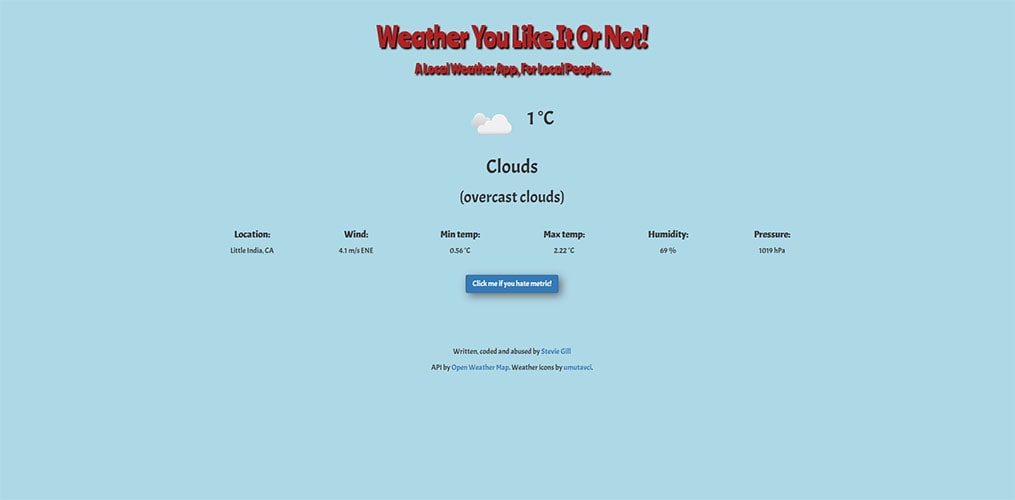 Weather You Like It Or Not!
A Local Weather App, For Local People...
1 °C
Clouds
(overcast clouds)
Location: Wind: Min temp: Max temp: Humidity: Pressure:
Little India, CA 4.1 m/s ENE 0.56 °C 2.22 °C 69 % 1019 hPa
Click me if you hate metric!
Written, coded and abused by Stevie Gill
API by Open Weather Map. Weather icons by umutavci.